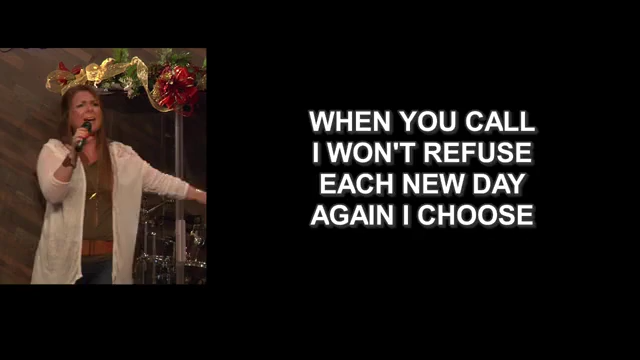 WHEN YOU CALL
I WON'T REFUSE
EACH NEW DAY
AGAIN I CHOOSE